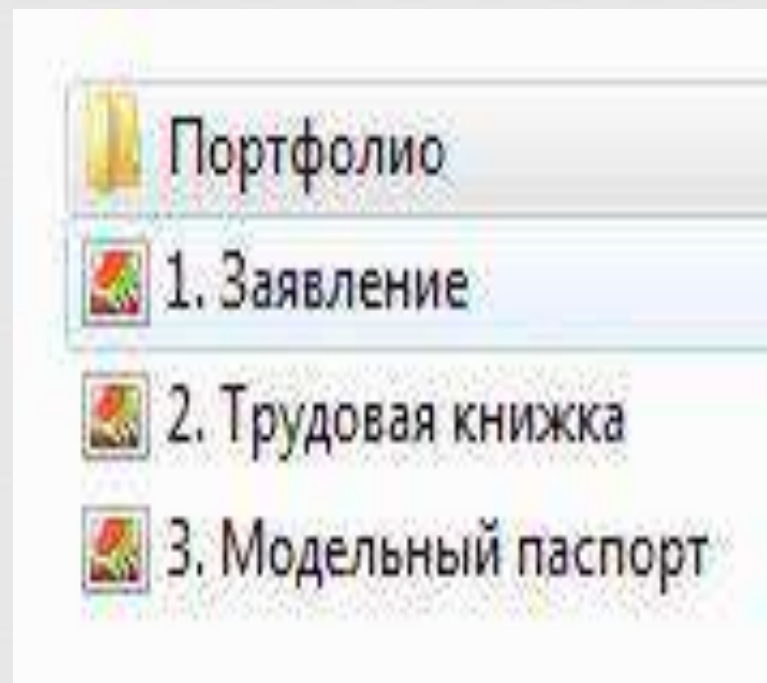 Портфолио
1. Заявление
2. Трудовая книжка
3. Модельный паспорт